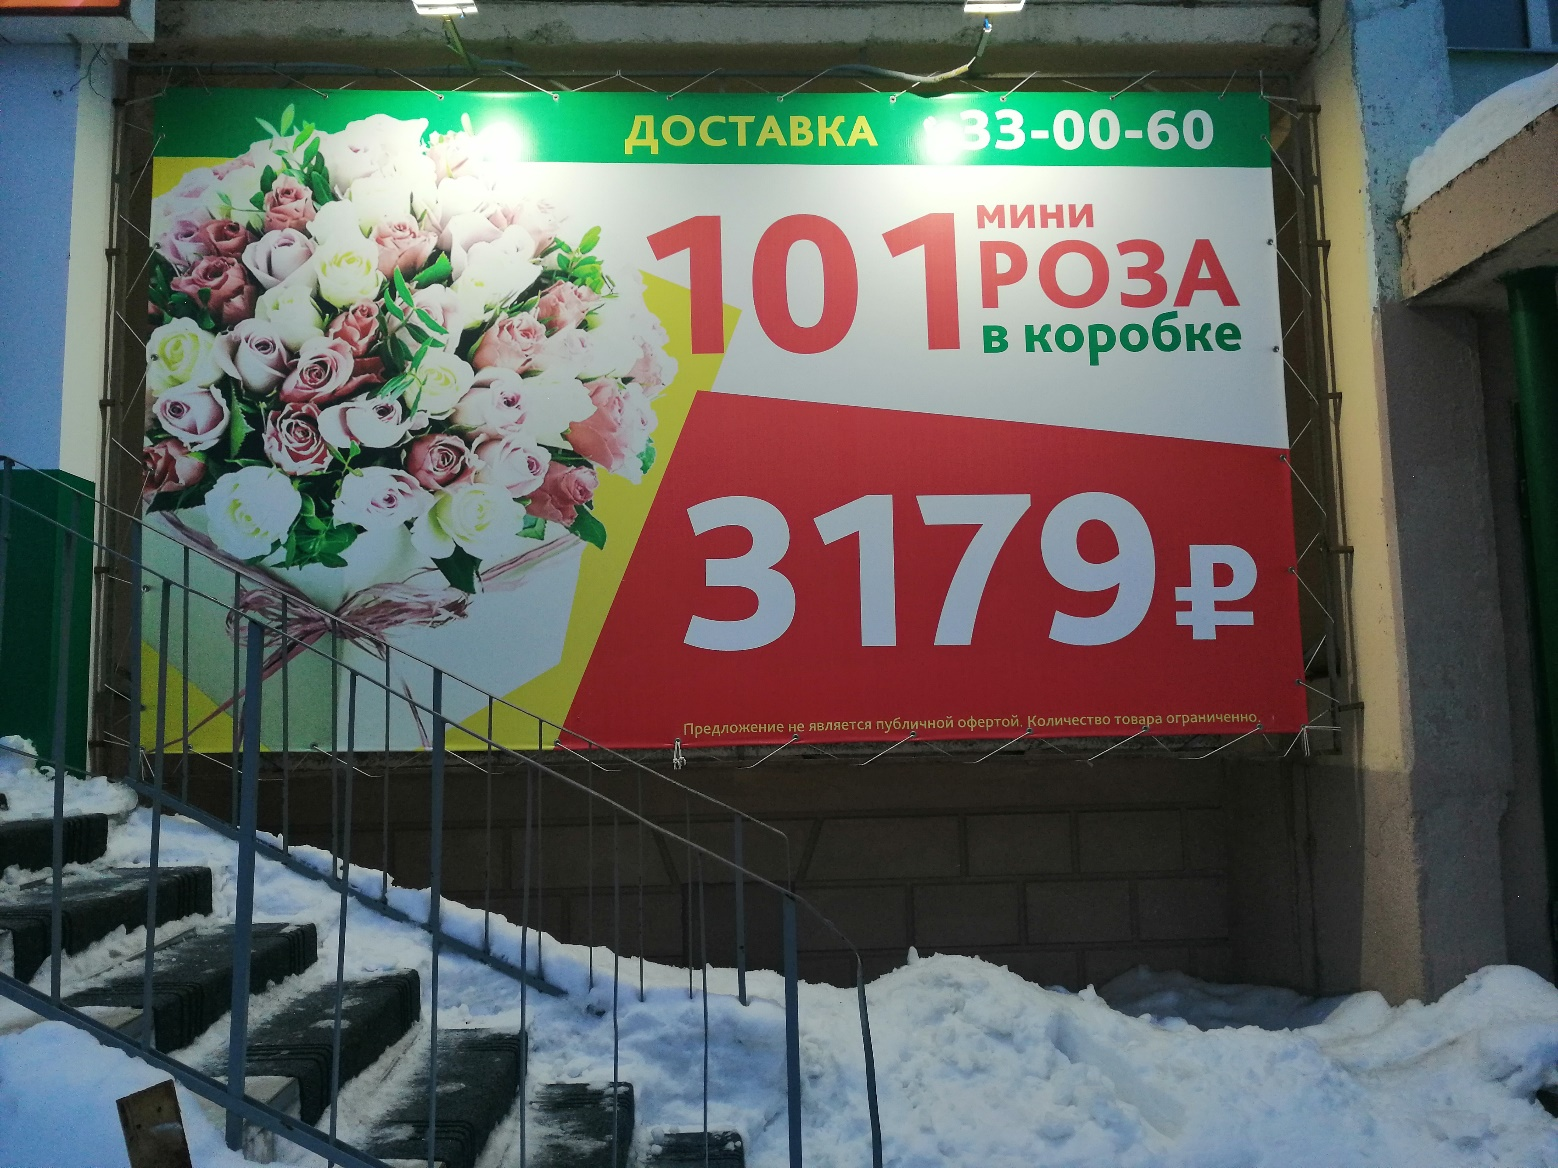 ДОСТАВКА 33-00-60
101 мини
РОЗА
в коробке
3179 ₽
Предложение не является публичной офертой. Количество товара ограниченно.